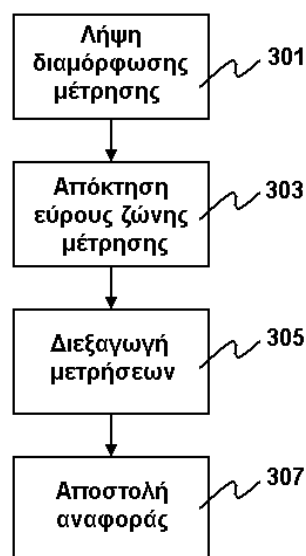 Λήψη
διαμόρφωσης
μέτρησης
301
Απόκτηση
εύρους ζώνης
μέτρησης
303
Διεξαγωγή
μετρήσεων
305
Αποστολή
αναφοράς
307